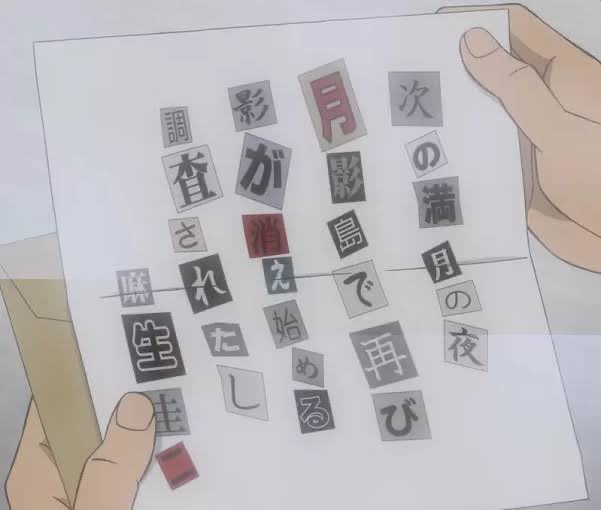 次の満月の夜
月影島で再び
影が消え始める
調査されたし
麻生圭二